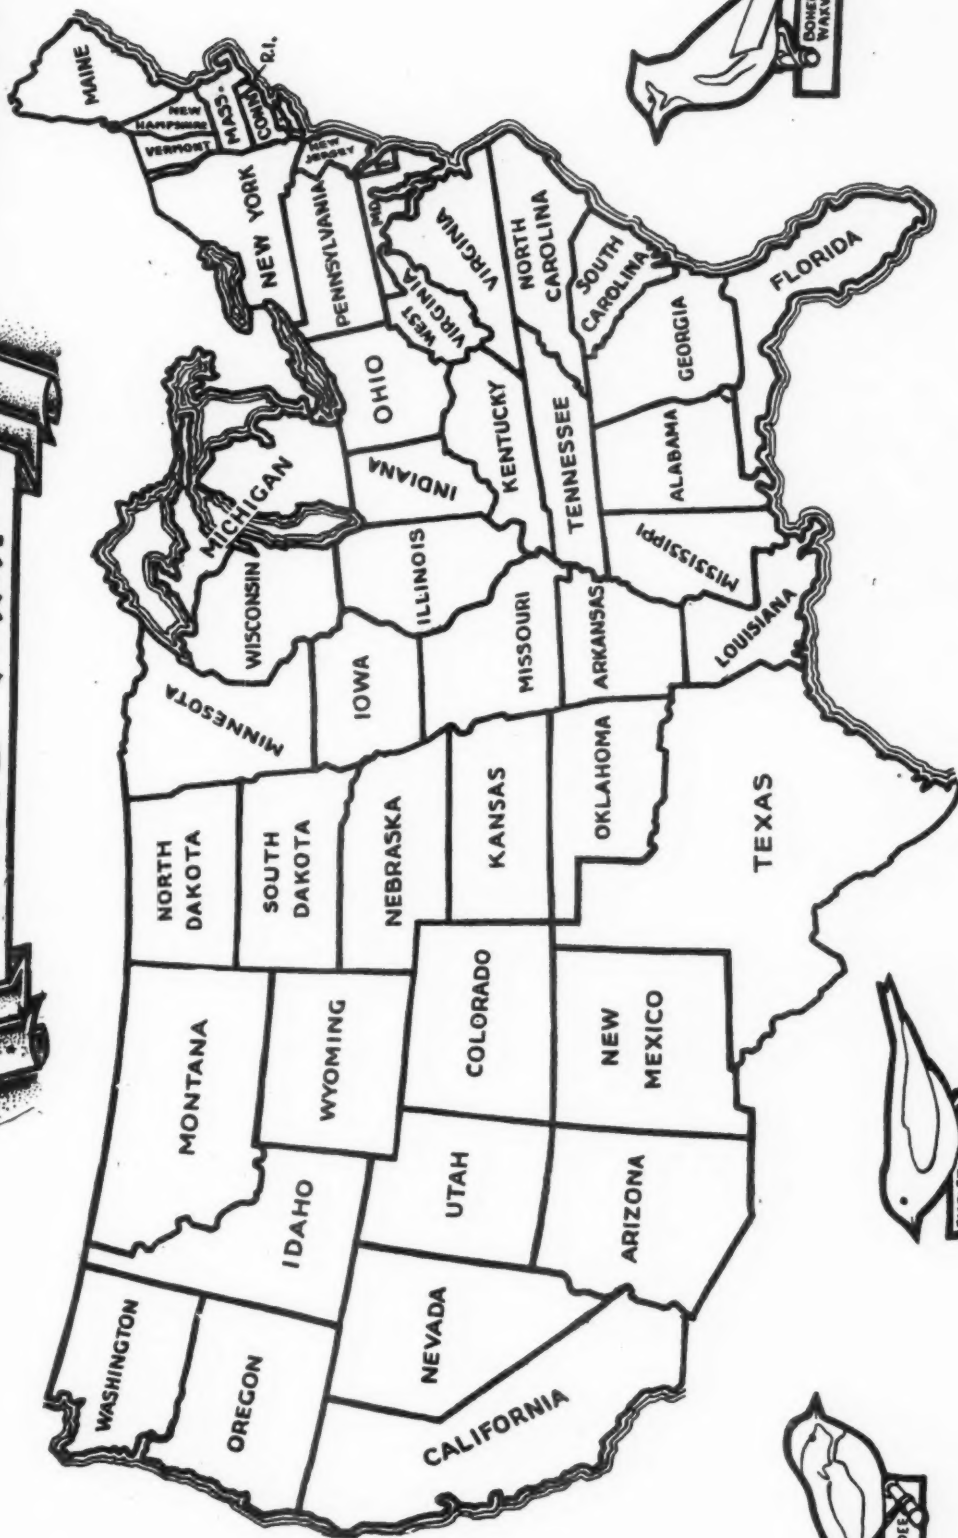 WASHINGTON
OREGON
CALIFORNIA
NEVADA
IDAHO
MONTANA
WYOMING
UTAH
ARIZONA
COLORADO
NEW
MEXICO
NORTH
DAKOTA
SOUTH
DAKOTA
NEBRASKA
KANSAS
OKLAHOMA
TEXAS
MINNESOTA
IOWA
MISSOURI
ARKANSAS
LOUISIANA
WISCONSIN
ILLINOIS
MICHIGAN
INDIANA
OHIO
KENTUCKY
TENNESSEE
MISSISSIPPI
ALABAMA
GEORGIA
FLORIDA
SOUTH
CAROLINA
NORTH
CAROLINA
VIRGINIA
WEST
VIRGINIA
MD.
PENNSYLVANIA
NEW
JERSEY
NEW YORK
VERMONT
NEW
HAMPSHIRE
MAINE
MASS.
CONN
R.I.